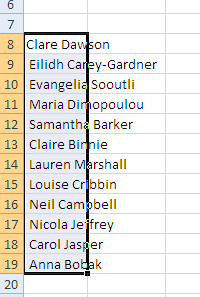 6
7
8 Clare Dawson
9 Eilidh Carey-Gardner
10 Evangelia Sooutli
11 Maria Dimopoulou
12 Samantha Barker
13 Claire Binnie
14 Lauren Marshall
15 Louise Cribbin
16 Neil Campbell
17 Nicola Jeffrey
18 Carol Jasper
19 Anna Bobak
20